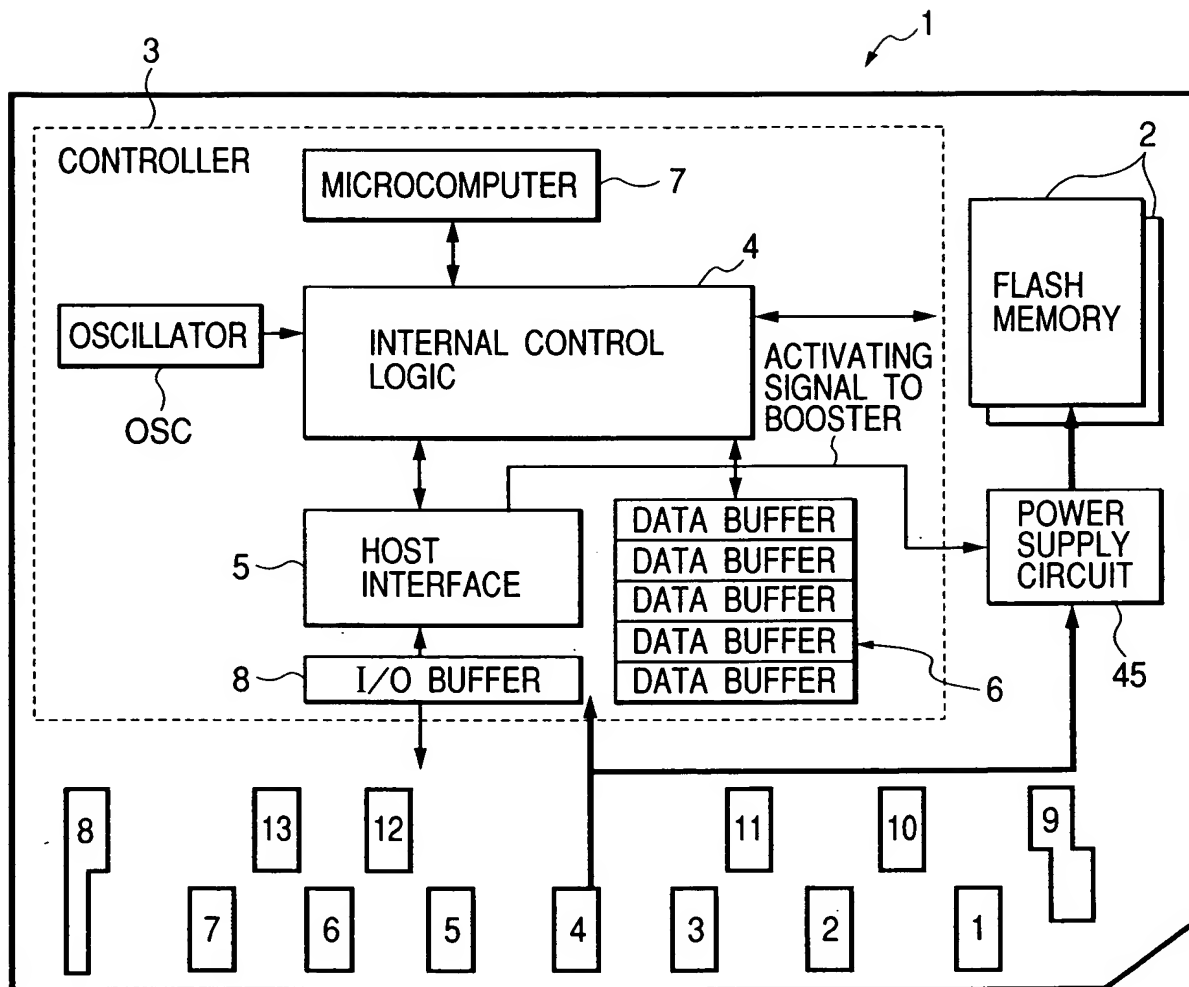 1
3
CONTROLLER
2
MICROCOMPUTER
7
4
FLASH
MEMORY
OSCILLATOR
INTERNAL CONTROL
LOGIC
ACTIVATING
SIGNAL TO
BOOSTER
OSC
DATA BUFFER
DATA BUFFER
DATA BUFFER
DATA BUFFER
DATA BUFFER
POWER
SUPPLY
CIRCUIT
5
HOST
INTERFACE
8
I/O BUFFER
6
45
8
13
12
11
10
9
7
6
5
4
3
2
1